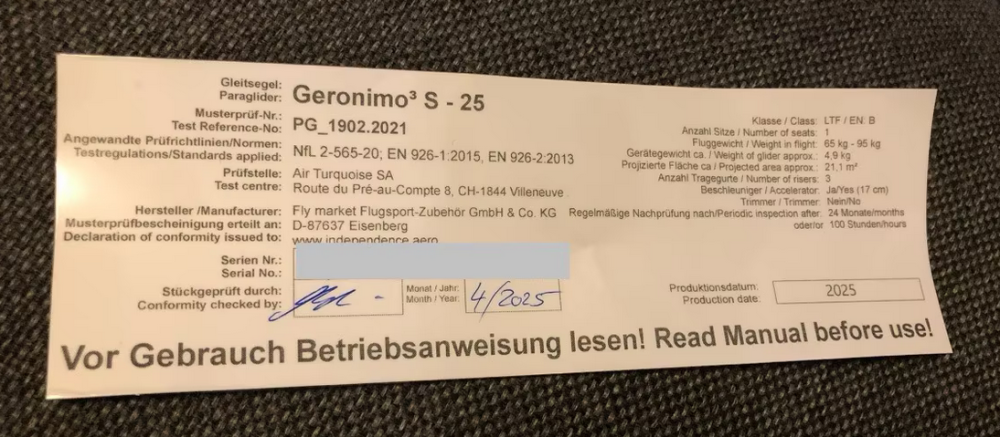 Gleitsegel:
Paraglider: Geronimo³ S - 25
Musterprüf-Nr.:
Test Reference-No: PG_1902.2021
Angewandte Prüfrichtlinien/Normen:
Testregulations/Standards applied: NfL 2-565-20; EN 926-1:2015, EN 926-2:2013
Prüfstelle: Air Turquoise SA
Test centre: Route du Pré-au-Compte 8, CH-1844 Villeneuve
Hersteller /Manufacturer: Fly market Flugsport-Zubehör GmbH & Co. KG
Musterprüfbescheinigung erteilt an: D-87637 Eisenberg
Declaration of conformity issued to: www.independence.aero
Serien Nr.:
Serial No.:
Stückgeprüft durch:
Conformity checked by:
Monat / Jahr:
Month / Year: 4/2025
Klasse / Class: LTF / EN: B
Anzahl Sitze / Number of seats: 1
Fluggewicht / Weight in flight: 65 kg - 95 kg
Gerätegewicht ca. / Weight of glider approx.: 4,9 kg
Projizierte Fläche ca / Projected area approx.: 21,1 m²
Anzahl Tragegurte / Number of risers: 3
Beschleuniger / Accelerator: Ja/Yes (17 cm)
Trimmer / Trimmer: Nein/No
Regelmäßige Nachprüfung nach/Periodic inspection after: 24 Monate/months
oder/or 100 Stunden/hours
Produktionsdatum:
Production date: 2025
Vor Gebrauch Betriebsanweisung lesen! Read Manual before use!